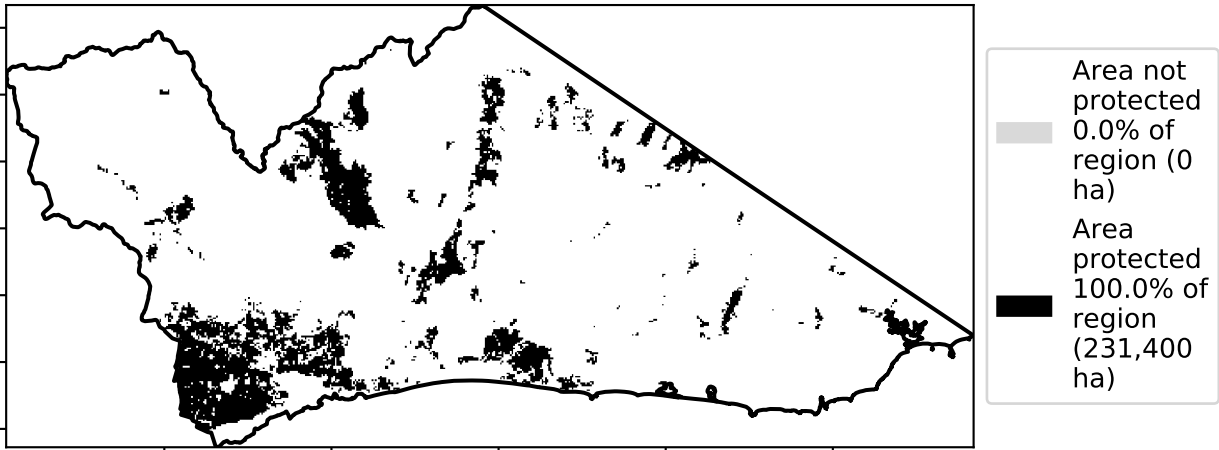 Area not
protected
0.0% of
region (0
ha)
Area
protected
100.0% of
region
(231,400
ha)